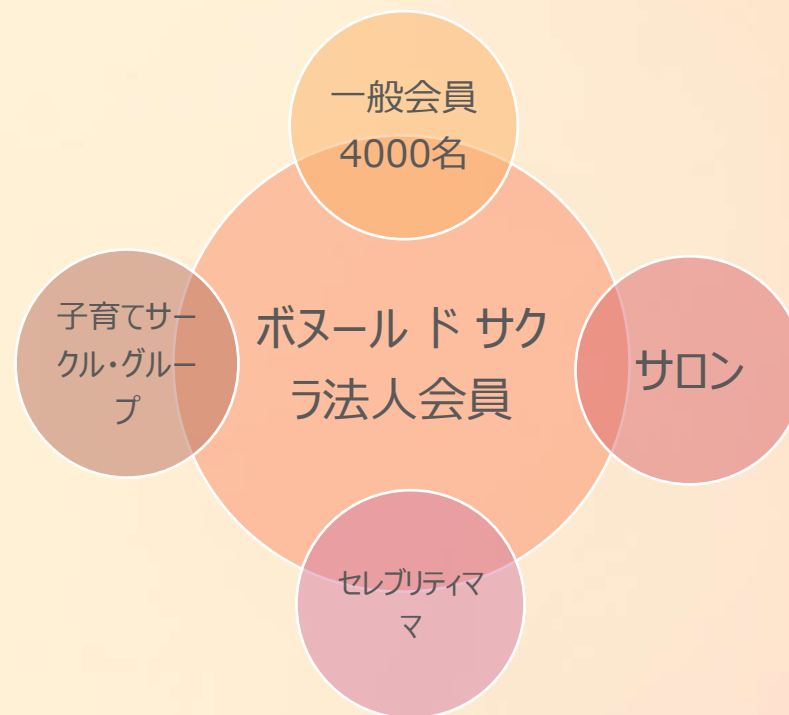 一般会員
4000名
子育てサー
クル・グルー
プ
ボヌール ド サク
ラ法人会員
サロン
セレブリティマ
マ